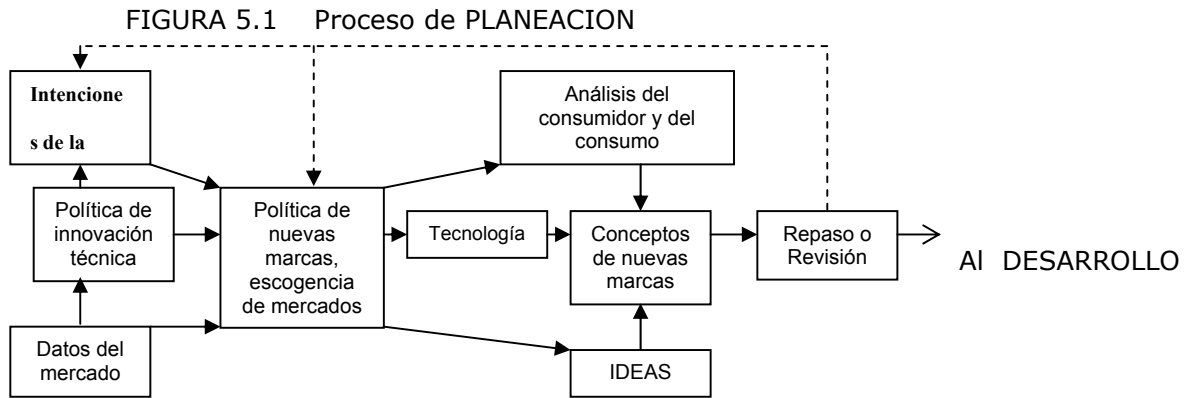 FIGURA 5.1 Proceso de PLANEACION
Intencione
s de la
Análisis del
consumidor y del
consumo
Política de
innovación
técnica
Política de
nuevas
marcas,
escogencia
de mercados
Tecnología
Conceptos
de nuevas
marcas
Repaso o
Revisión
Al DESARROLLO
Datos del
mercado
IDEAS